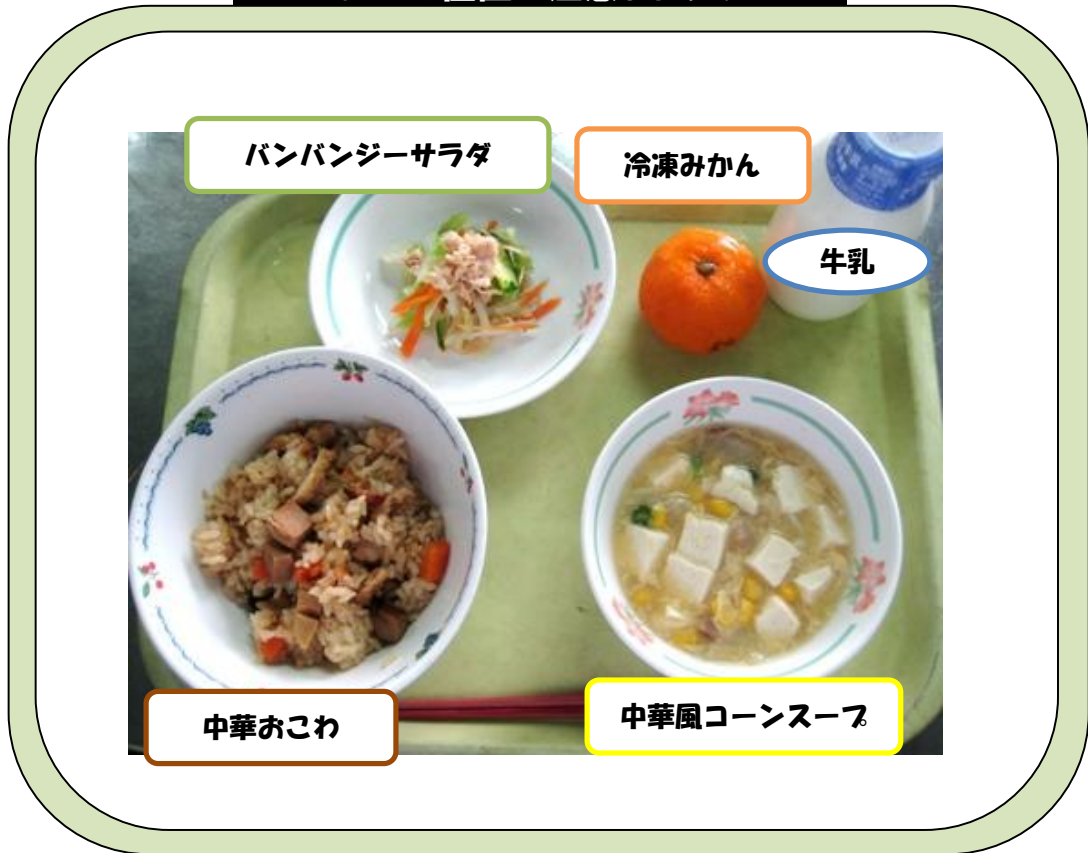 バンバンジーサラダ
冷凍みかん
牛乳
中華おこわ
中華風コーンスープ